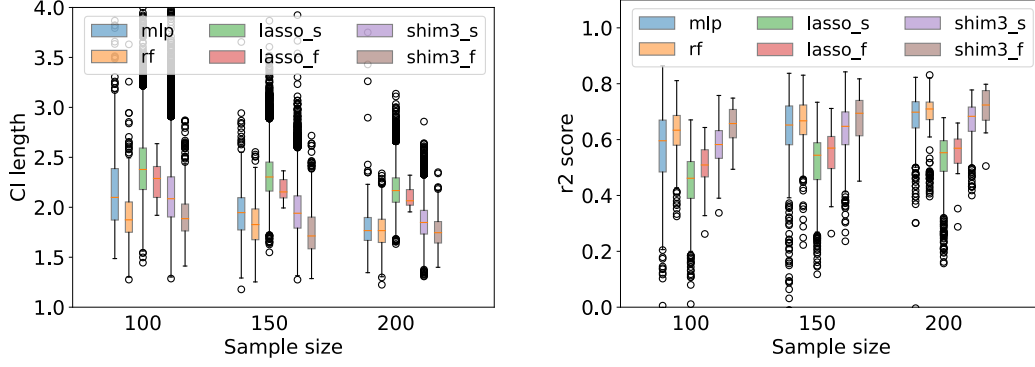 CI length
4.0
3.5
3.0
2.5
2.0
1.5
1.0
mlp lasso_s shim3_s
rf lasso_f shim3_f
100 150 200
Sample size
r2 score
1.0
0.8
0.6
0.4
0.2
0.0
mlp lasso_s shim3_s
rf lasso_f shim3_f
100 150 200
Sample size